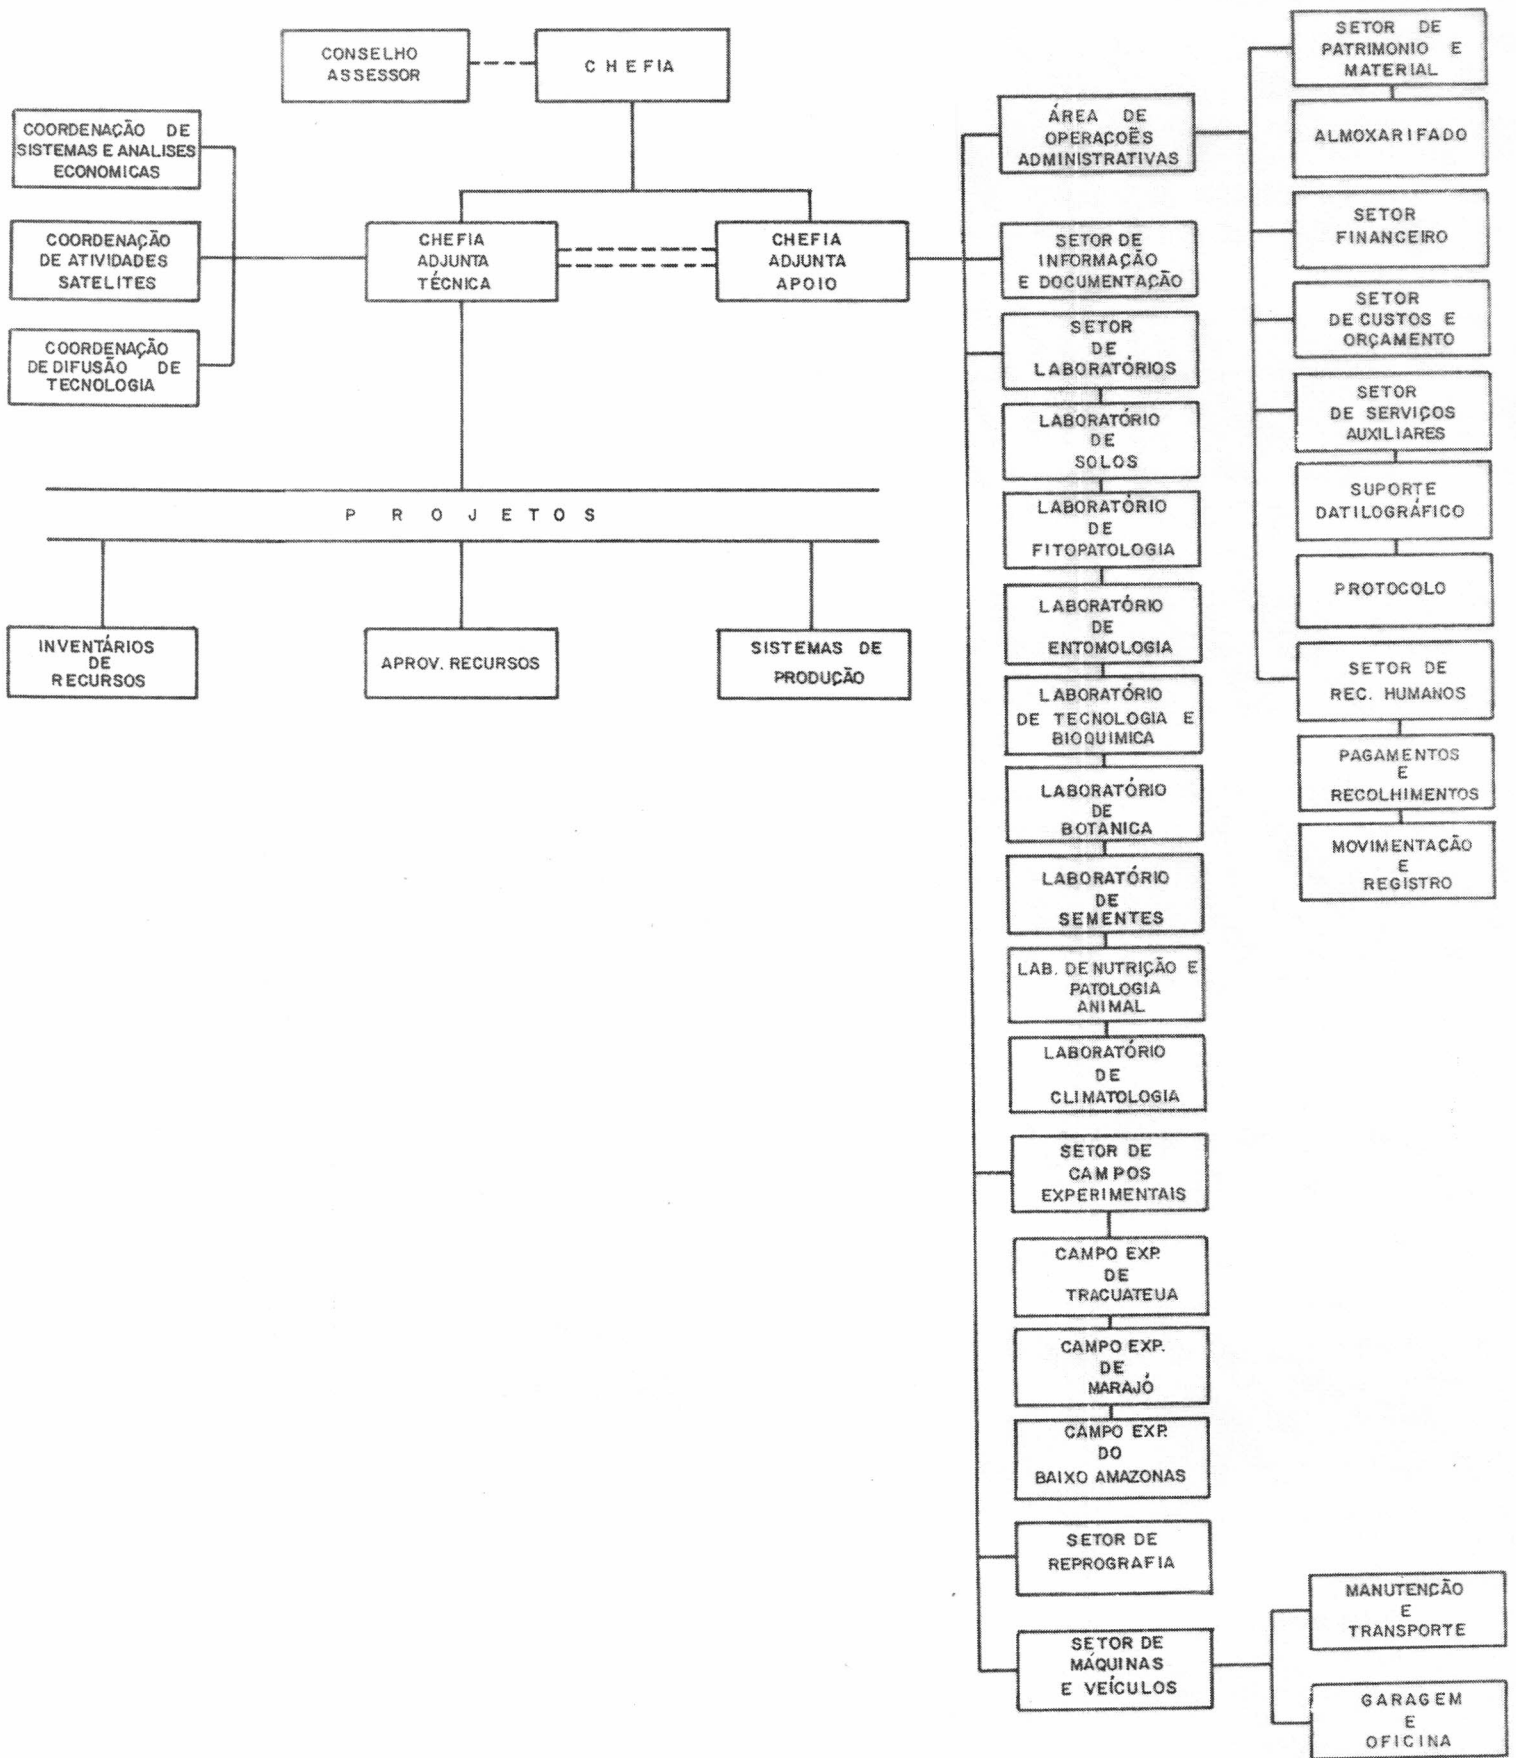 CONSELHO
ASSESSOR
CHEFIA
COORDENAÇÃO DE
SISTEMAS E ANALISES
ECONOMICAS
COORDENAÇÃO
DE ATIVIDADES
SATELITES
COORDENAÇÃO
DE DIFUSÃO DE
TECNOLOGIA
CHEFIA
ADJUNTA
TÉCNICA
CHEFIA
ADJUNTA
APOIO
PROJETOS
INVENTÁRIOS
DE
RECURSOS
APROV. RECURSOS
SISTEMAS DE
PRODUÇÃO
ÁREA DE
OPERAÇOẼS
ADMINISTRATIVAS
SETOR DE
INFORMAÇÃO
E DOCUMENTAÇÃO
SETOR
DE
LABORATÓRIOS
LABORATÓRIO
DE
SOLOS
LABORATÓRIO
DE
FITOPATOLOGIA
LABORATÓRIO
DE
ENTOMOLOGIA
LABORATÓRIO
DE TECNOLOGIA E
BIOQUIMICA
LABORATÓRIO
DE
BOTANICA
LABORATÓRIO
DE
SEMENTES
LAB. DE NUTRIÇÃO E
PATOLOGIA
ANIMAL
LABORATÓRIO
DE
CLIMATOLOGIA
SETOR DE
CAMPOS
EXPERIMENTAIS
CAMPO EXP.
DE
TRACUATEUA
CAMPO EXP.
DE
MARAJÓ
CAMPO EXP.
DO
BAIXO AMAZONAS
SETOR DE
REPROGRAFIA
SETOR DE
MÁQUINAS
E VEÍCULOS
SETOR DE
PATRIMONIO E
MATERIAL
ALMOXARIFADO
SETOR
FINANCEIRO
SETOR
DE CUSTOS E
ORÇAMENTO
SETOR
DE SERVIÇOS
AUXILIARES
SUPORTE
DATILOGRÁFICO
PROTOCOLO
SETOR DE
REC. HUMANOS
PAGAMENTOS
E
RECOLHIMENTOS
MOVIMENTAÇÃO
E
REGISTRO
MANUTENÇÃO
E
TRANSPORTE
GARAGEM
E
OFICINA